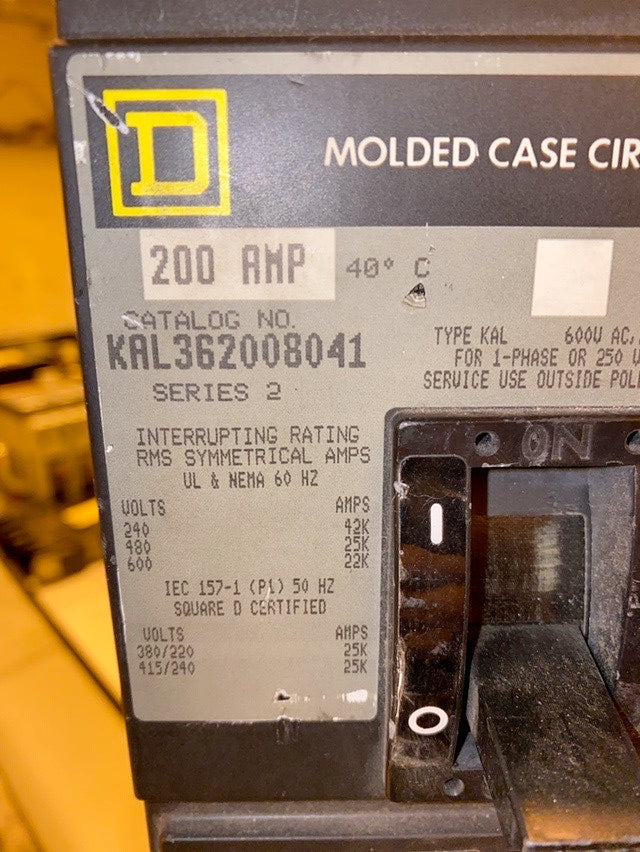 D
MOLDED CASE CIR
200 AMP 40° C
CATALOG NO.
KAL362008041
SERIES 2
TYPE KAL 600V AC,
FOR 1-PHASE OR 250 V
SERVICE USE OUTSIDE POL
INTERRUPTING RATING
RMS SYMMETRICAL AMPS
UL & NEMA 60 HZ
VOLTS AMPS
240 42K
480 25K
600 22K
IEC 157-1 (P1) 50 HZ
SQUARE D CERTIFIED
VOLTS AMPS
380/220 25K
415/240 25K
ON
I
O